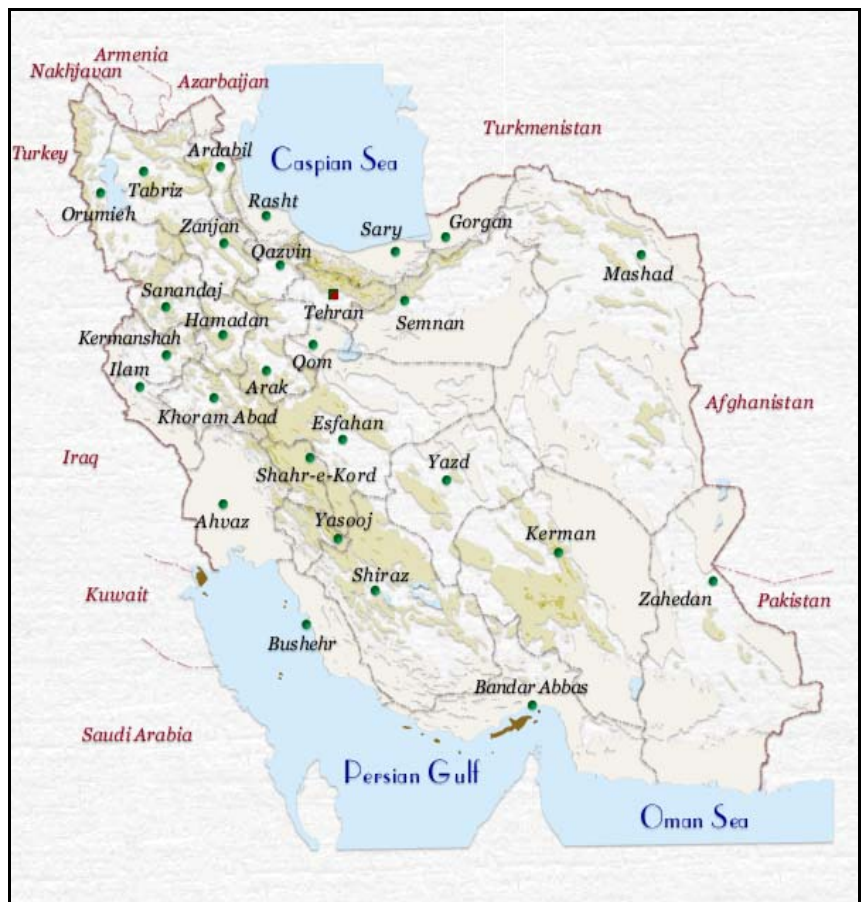 Armenia
Nakhjavan
Azarbaijan
Turkmenistan
Turkey
Ardabil
Caspian Sea
Tabriz
Orumieh
Rasht
Zanjan
Sary
Gorgan
Qazvin
Mashad
Sanandaj
Tehran
Semnan
Hamadan
Kermanshah
Qom
Ilam
Arak
Afghanistan
Khoram Abad
Esfahan
Iraq
Shahr-e-Kord
Yazd
Ahvaz
Yasooj
Kerman
Shiraz
Kuwait
Zahedan
Pakistan
Bushehr
Bandar Abbas
Saudi Arabia
Persian Gulf
Oman Sea